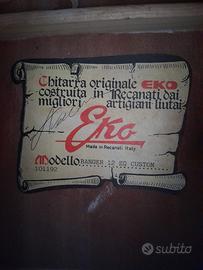 Chitarra originale EKO
costruita in Recanati dai
migliori artigiani liutai
Eko
Made in Recanati Italy
Modello RANGER 12 EQ CUSTOM
101192
subito